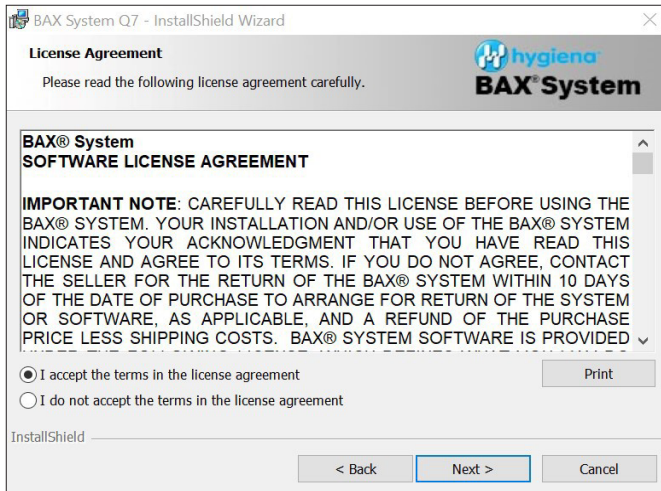 BAX System Q7 - InstallShield Wizard
License Agreement
Please read the following license agreement carefully.
hygiena
BAX®System
BAX® System
SOFTWARE LICENSE AGREEMENT
IMPORTANT NOTE: CAREFULLY READ THIS LICENSE BEFORE USING THE
BAX® SYSTEM. YOUR INSTALLATION AND/OR USE OF THE BAX® SYSTEM
INDICATES YOUR ACKNOWLEDGMENT THAT YOU HAVE READ THIS
LICENSE AND AGREE TO ITS TERMS. IF YOU DO NOT AGREE, CONTACT
THE SELLER FOR THE RETURN OF THE BAX® SYSTEM WITHIN 10 DAYS
OF THE DATE OF PURCHASE TO ARRANGE FOR RETURN OF THE SYSTEM
OR SOFTWARE, AS APPLICABLE, AND A REFUND OF THE PURCHASE
PRICE LESS SHIPPING COSTS. BAX® SYSTEM SOFTWARE IS PROVIDED
I accept the terms in the license agreement
Print
I do not accept the terms in the license agreement
InstallShield
< Back
Next >
Cancel